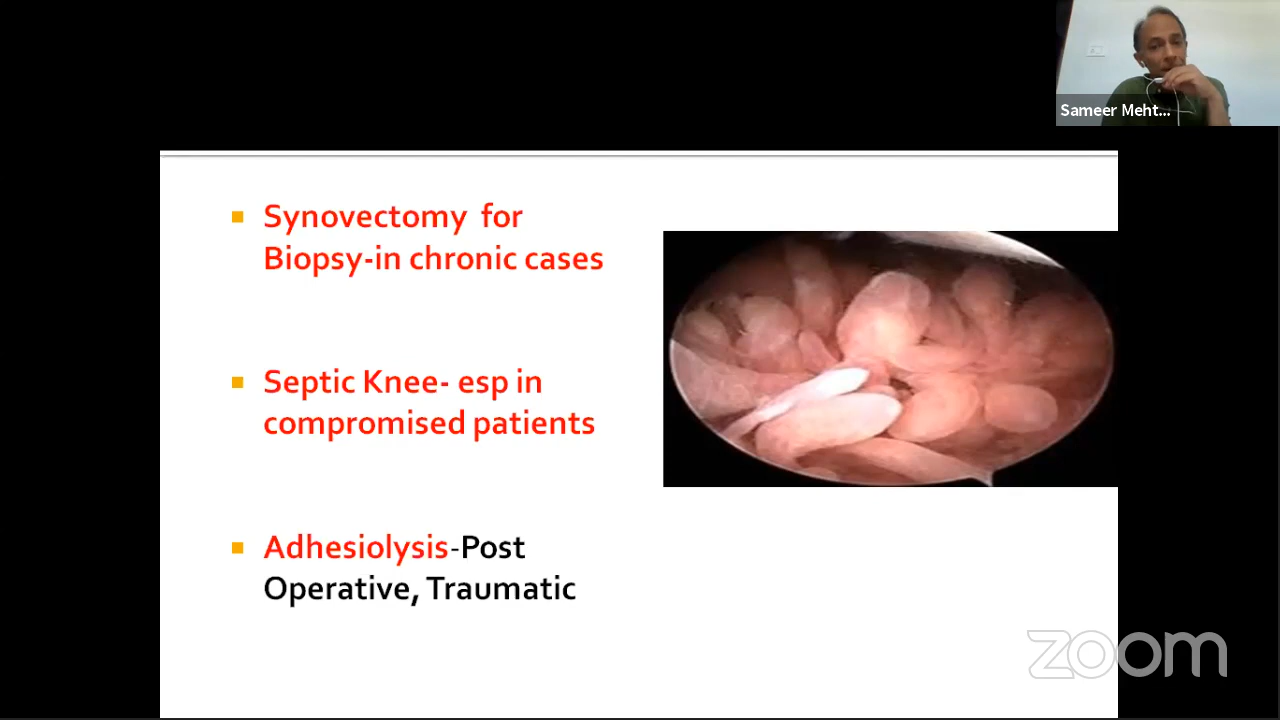 Sameer Meht...
Synovectomy for
Biopsy-in chronic cases
Septic Knee- esp in
compromised patients
Adhesiolysis-Post
Operative, Traumatic
zoom